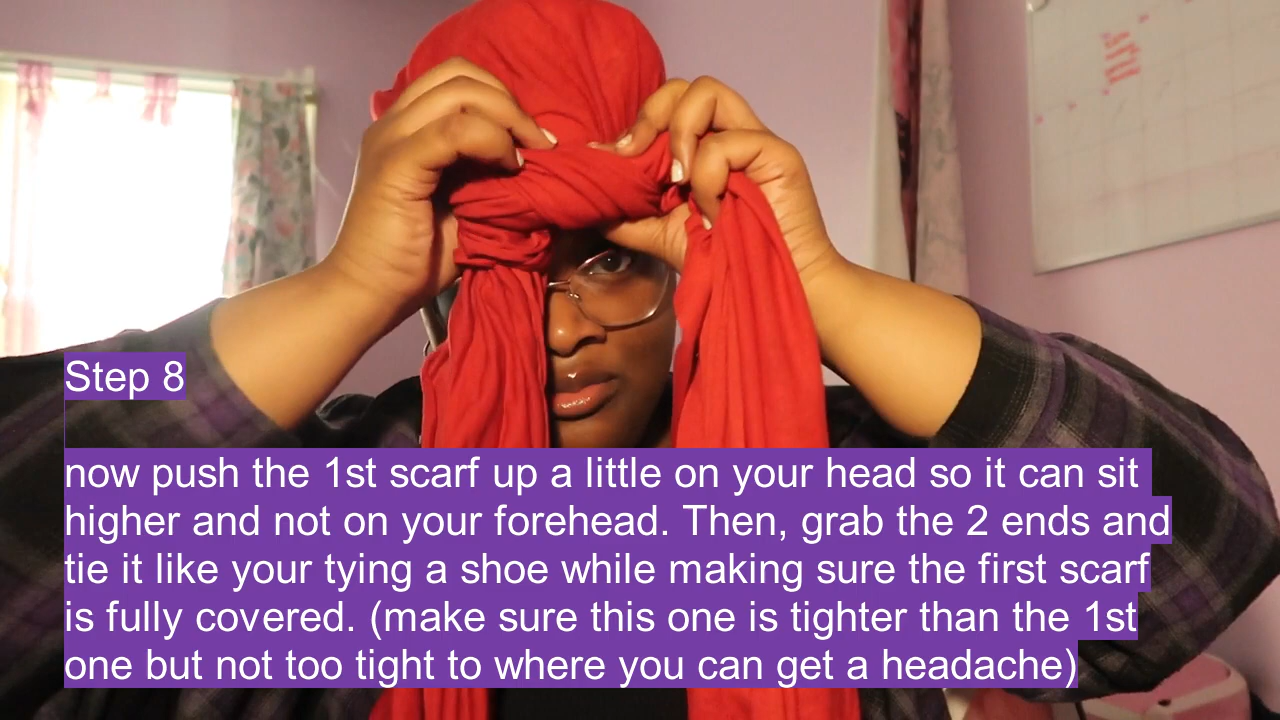 Step 8
now push the 1st scarf up a little on your head so it can sit
higher and not on your forehead. Then, grab the 2 ends and
tie it like your tying a shoe while making sure the first scarf
is fully covered. (make sure this one is tighter than the 1st
one but not too tight to where you can get a headache)